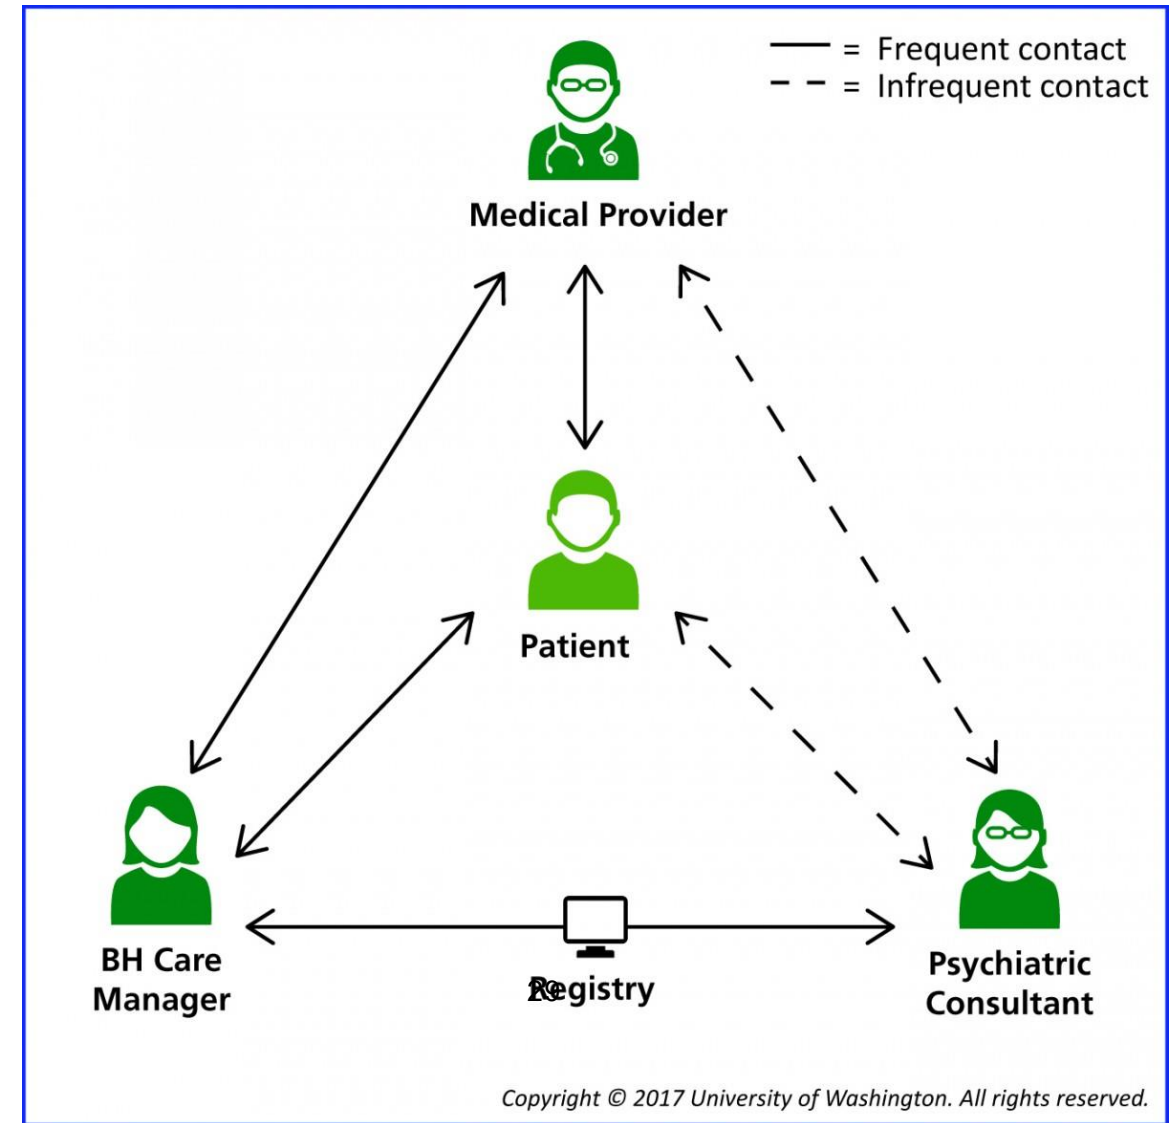 = Frequent contact
= Infrequent contact
Medical Provider
Patient
BH Care
Manager
29
Registry
Psychiatric
Consultant
Copyright © 2017 University of Washington. All rights reserved.